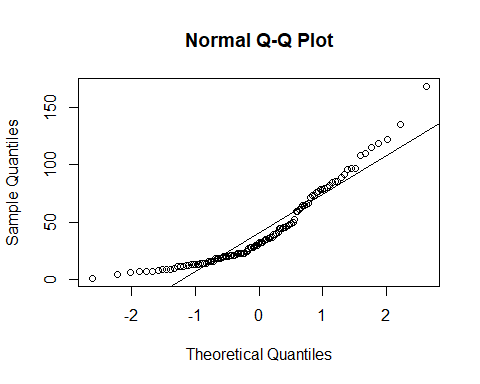 Normal Q-Q Plot
Sample Quantiles
150
100
50
0
-2 -1 0 1 2
Theoretical Quantiles